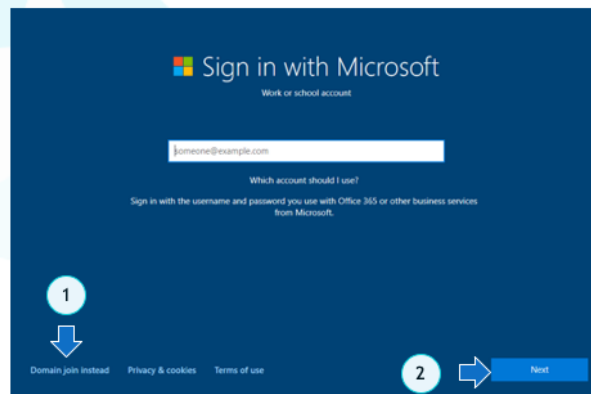 Sign in with Microsoft
Work or school account
someone@example.com
Which account should I use?
Sign in with the username and password you use with Office 365 or other business services
from Microsoft.
1
Domain join instead Privacy & cookies Terms of use
2
Next